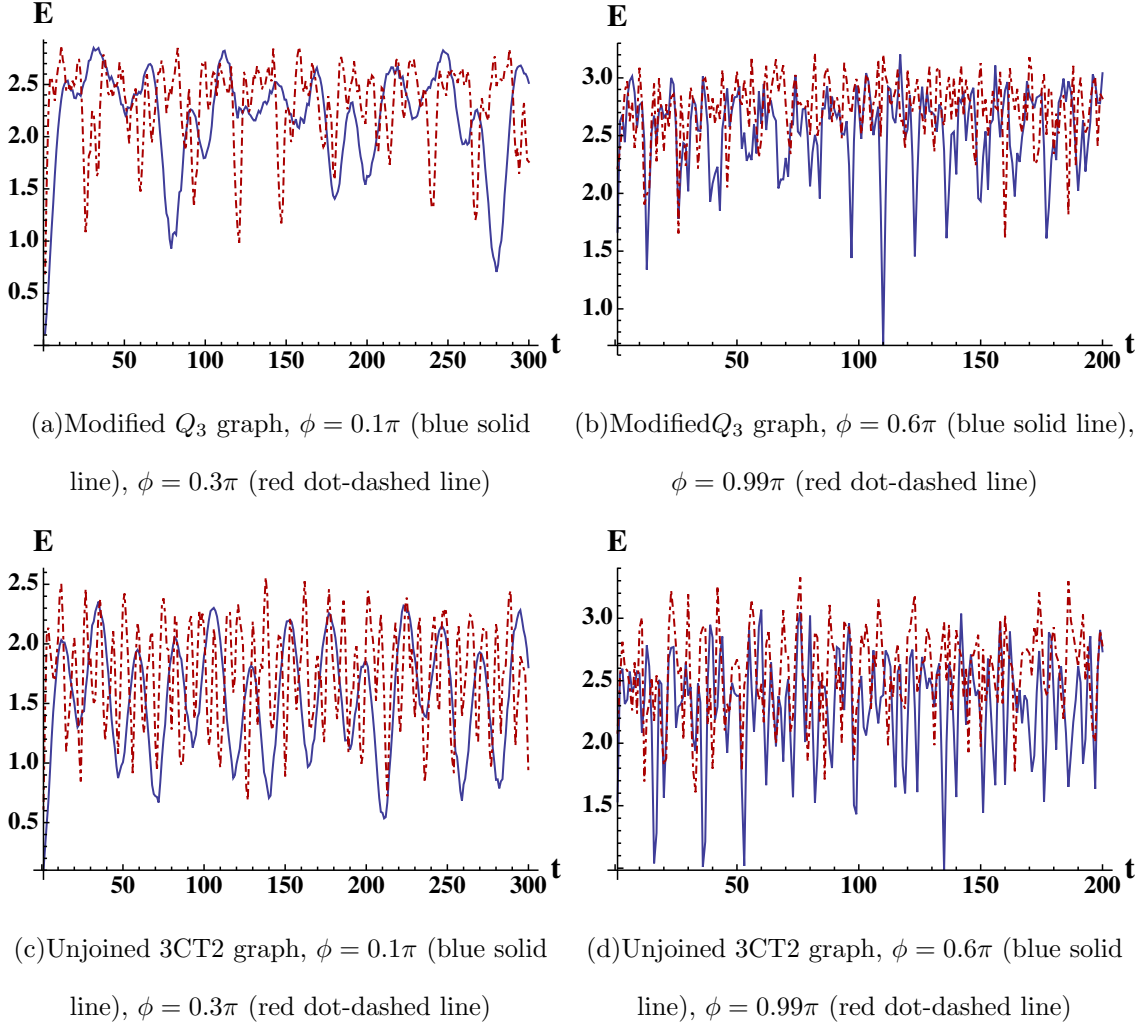 E
2.5
2.0
1.5
1.0
0.5
50 100 150 200 250 300 t
E
3.0
2.5
2.0
1.5
1.0
50 100 150 200 t
(a)Modified Q₃ graph, ϕ = 0.1π (blue solid
line), ϕ = 0.3π (red dot-dashed line)
(b)ModifiedQ₃ graph, ϕ = 0.6π (blue solid line),
ϕ = 0.99π (red dot-dashed line)
E
2.5
2.0
1.5
1.0
0.5
50 100 150 200 250 300 t
E
3.0
2.5
2.0
1.5
50 100 150 200 t
(c)Unjoined 3CT2 graph, ϕ = 0.1π (blue solid
line), ϕ = 0.3π (red dot-dashed line)
(d)Unjoined 3CT2 graph, ϕ = 0.6π (blue solid
line), ϕ = 0.99π (red dot-dashed line)